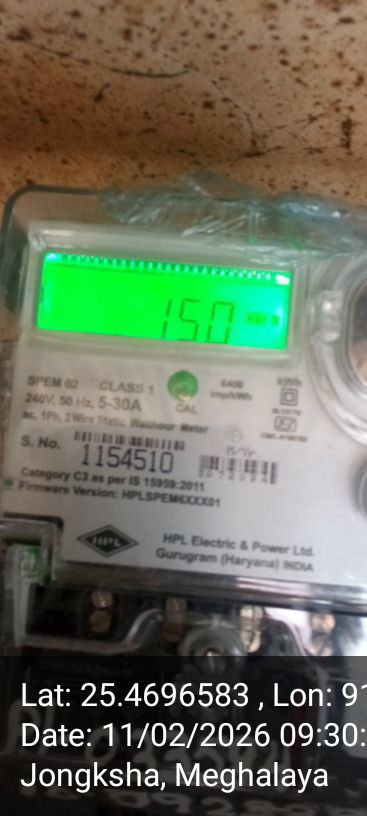 150 kWh
SPEM 02 CLASS 1
6400 imp/kWh
kWh
240V, 50 Hz, 5-30A
CAL
ac, 1Ph, 2Wire Static Watthour Meter
S. No.
1154510
M/Yr.
Category C3 as per IS 15959:2011
Firmware Version: HPLSPEM6XXX01
HPL
HPL Electric & Power Ltd.
Gurugram (Haryana) INDIA
Lat: 25.4696583 , Lon: 91
Date: 11/02/2026 09:30:
Jongksha, Meghalaya